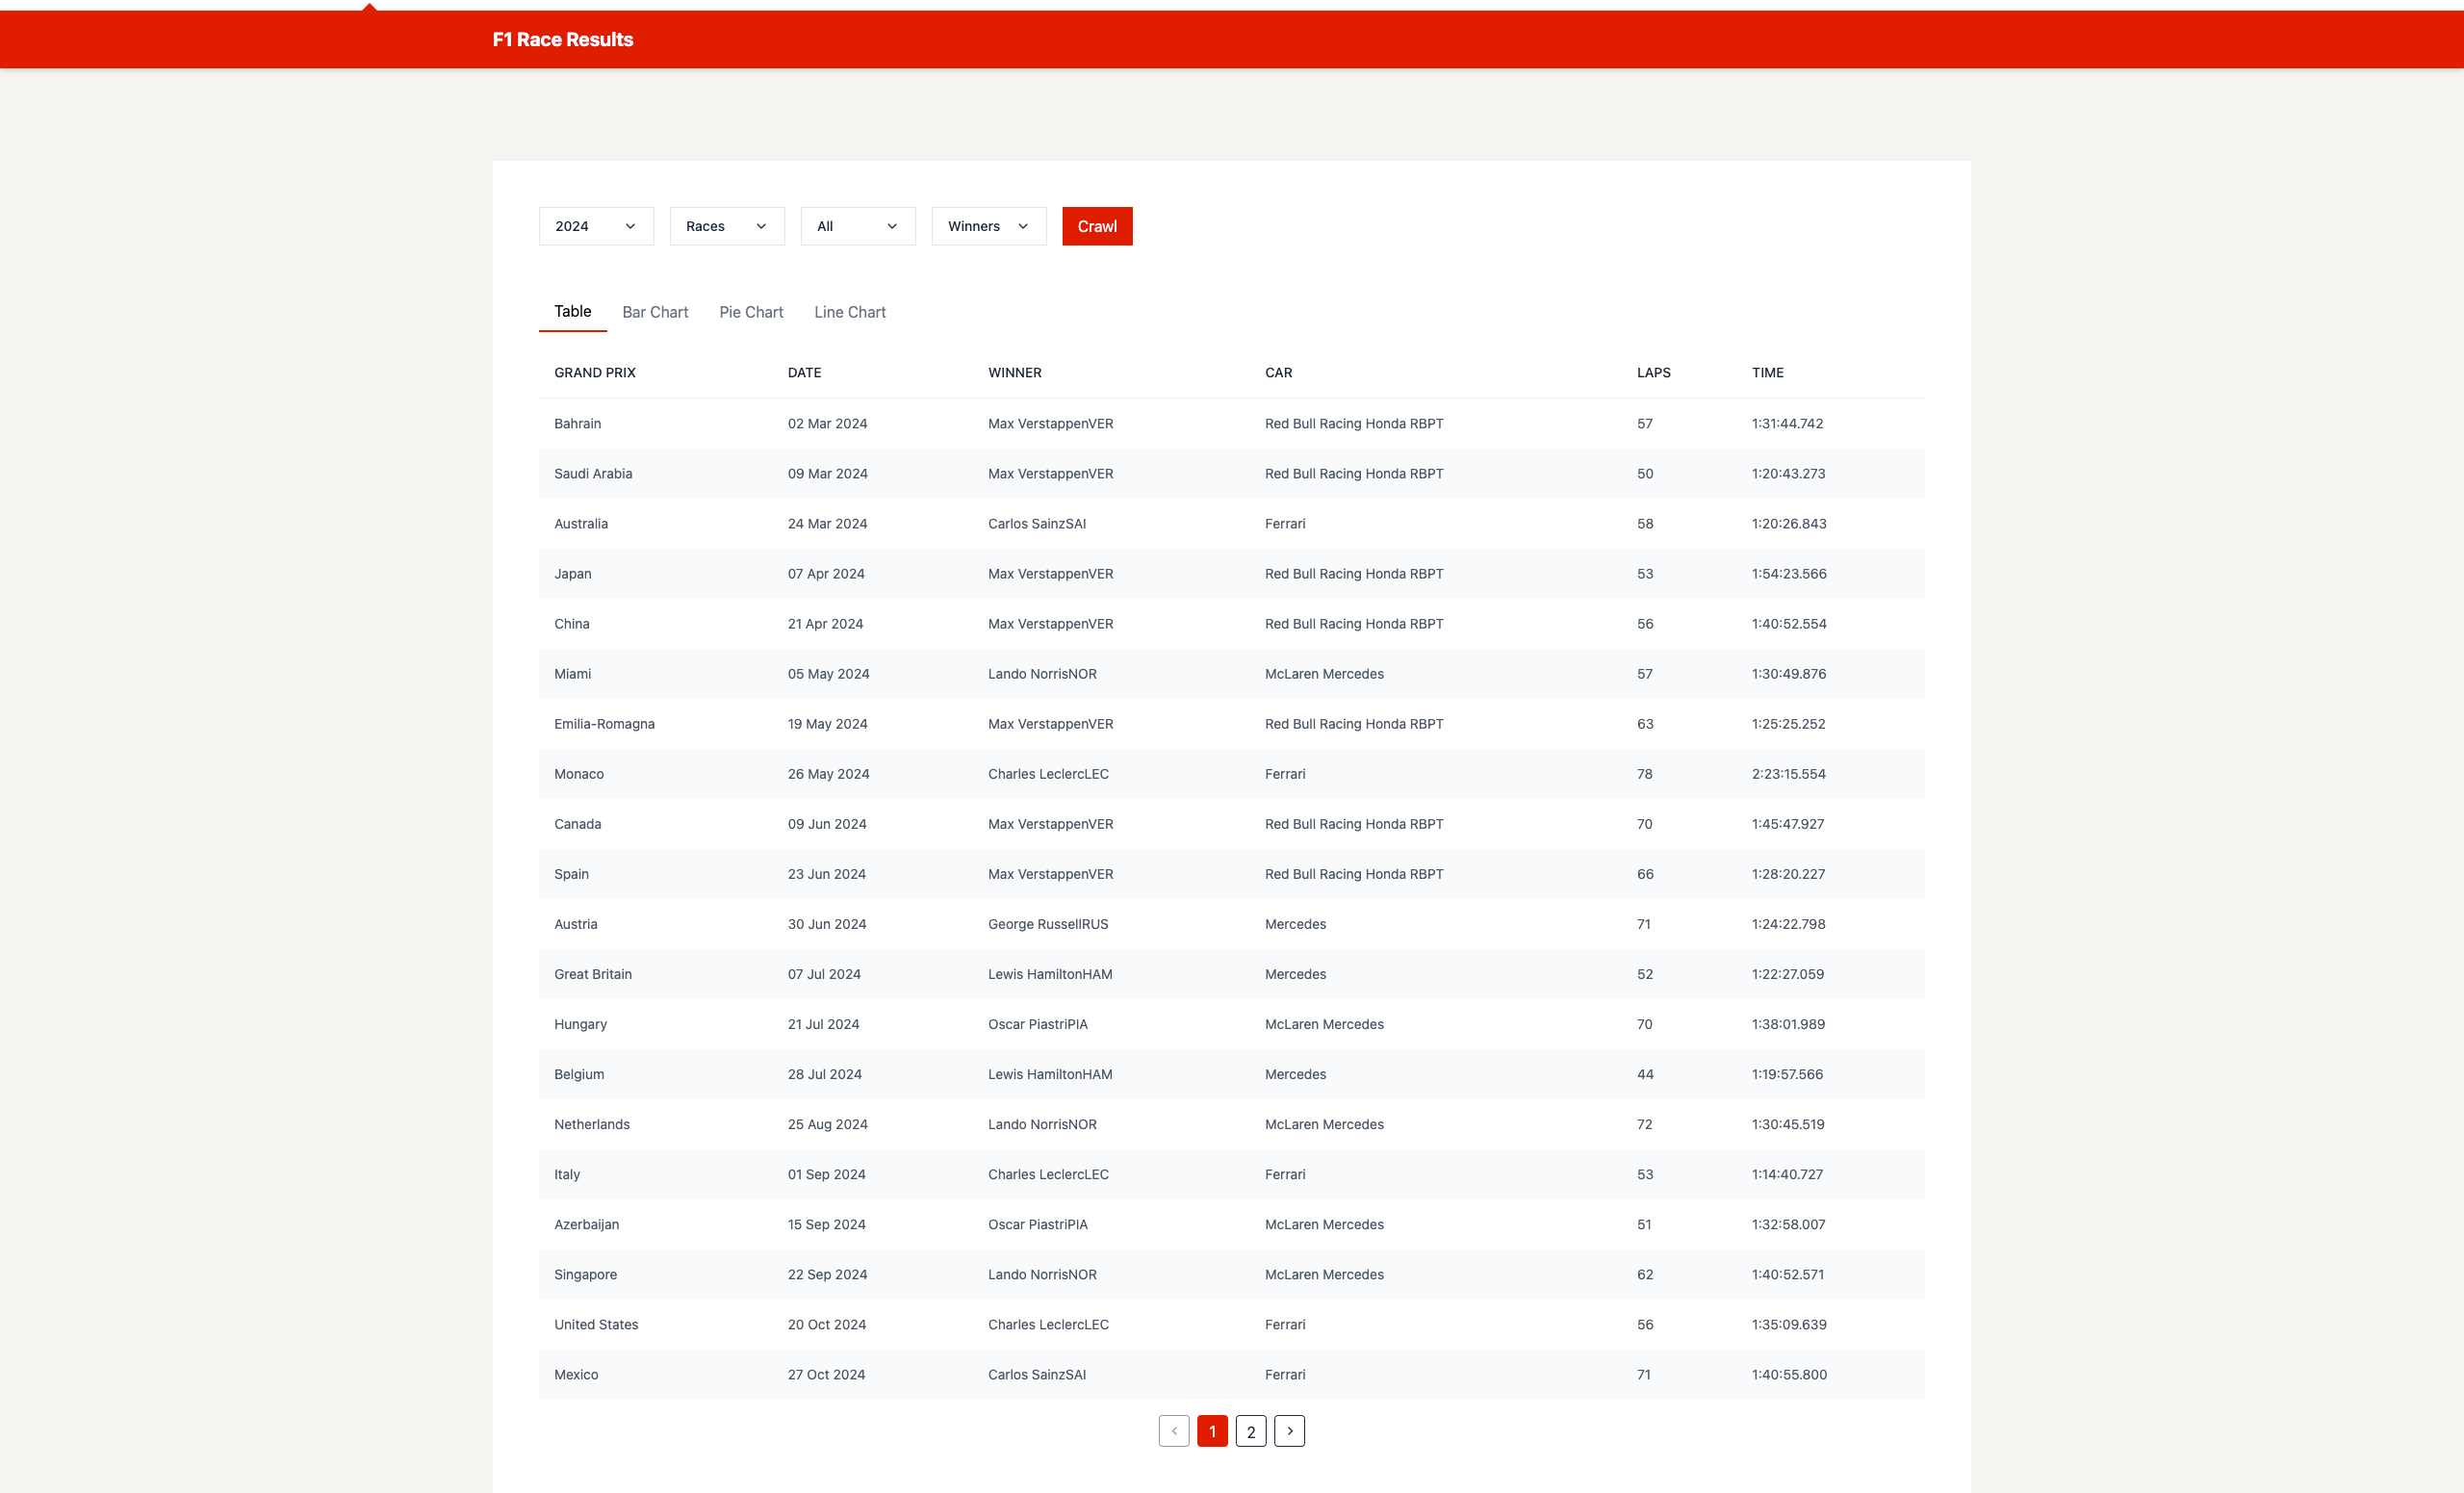 F1 Race Results
2024 Races All Winners Crawl
Table Bar Chart Pie Chart Line Chart
GRAND PRIX DATE WINNER CAR LAPS TIME
Bahrain 02 Mar 2024 Max VerstappenVER Red Bull Racing Honda RBPT 57 1:31:44.742
Saudi Arabia 09 Mar 2024 Max VerstappenVER Red Bull Racing Honda RBPT 50 1:20:43.273
Australia 24 Mar 2024 Carlos SainzSAI Ferrari 58 1:20:26.843
Japan 07 Apr 2024 Max VerstappenVER Red Bull Racing Honda RBPT 53 1:54:23.566
China 21 Apr 2024 Max VerstappenVER Red Bull Racing Honda RBPT 56 1:40:52.554
Miami 05 May 2024 Lando NorrisNOR McLaren Mercedes 57 1:30:49.876
Emilia-Romagna 19 May 2024 Max VerstappenVER Red Bull Racing Honda RBPT 63 1:25:25.252
Monaco 26 May 2024 Charles LeclercLEC Ferrari 78 2:23:15.554
Canada 09 Jun 2024 Max VerstappenVER Red Bull Racing Honda RBPT 70 1:45:47.927
Spain 23 Jun 2024 Max VerstappenVER Red Bull Racing Honda RBPT 66 1:28:20.227
Austria 30 Jun 2024 George RussellRUS Mercedes 71 1:24:22.798
Great Britain 07 Jul 2024 Lewis HamiltonHAM Mercedes 52 1:22:27.059
Hungary 21 Jul 2024 Oscar PiastriPIA McLaren Mercedes 70 1:38:01.989
Belgium 28 Jul 2024 Lewis HamiltonHAM Mercedes 44 1:19:57.566
Netherlands 25 Aug 2024 Lando NorrisNOR McLaren Mercedes 72 1:30:45.519
Italy 01 Sep 2024 Charles LeclercLEC Ferrari 53 1:14:40.727
Azerbaijan 15 Sep 2024 Oscar PiastriPIA McLaren Mercedes 51 1:32:58.007
Singapore 22 Sep 2024 Lando NorrisNOR McLaren Mercedes 62 1:40:52.571
United States 20 Oct 2024 Charles LeclercLEC Ferrari 56 1:35:09.639
Mexico 27 Oct 2024 Carlos SainzSAI Ferrari 71 1:40:55.800
1 2